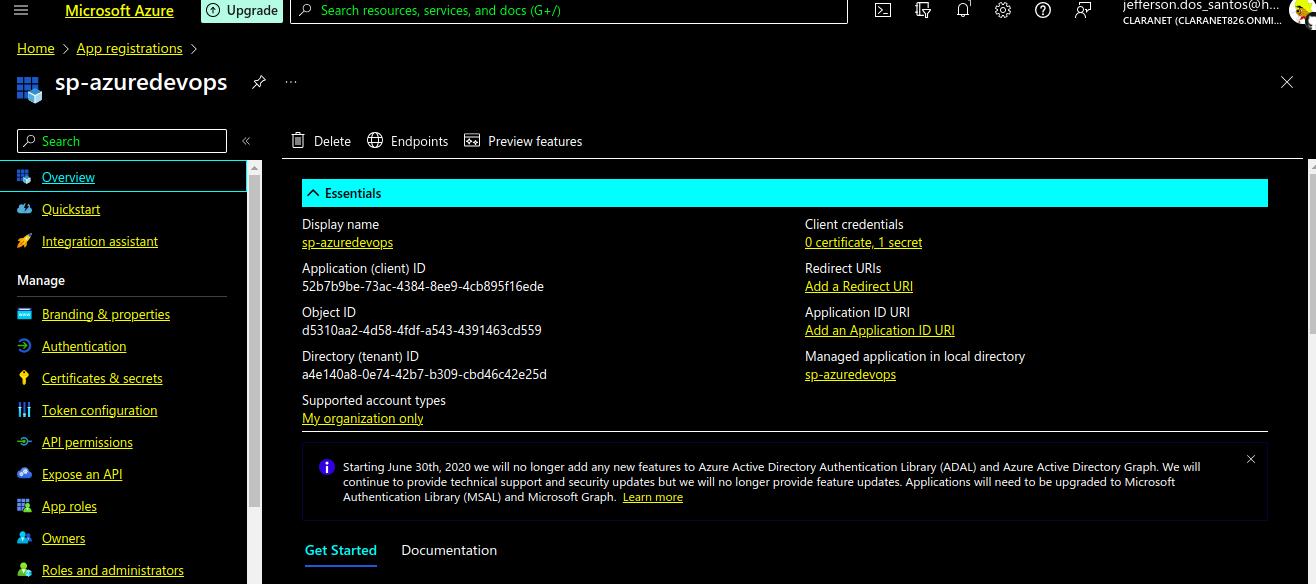 Microsoft Azure
Upgrade
Search resources, services, and docs (G+/)
jefferson.dos_santos@h...
CLARANET (CLARANET826.ONMI...
Home > App registrations >
sp-azuredevops
...
Search
«
Delete
Endpoints
Preview features
Overview
Quickstart
Integration assistant
Manage
Branding & properties
Authentication
Certificates & secrets
Token configuration
API permissions
Expose an API
App roles
Owners
Roles and administrators
Essentials
Display name
sp-azuredevops
Application (client) ID
52b7b9be-73ac-4384-8ee9-4cb895f16ede
Object ID
d5310aa2-4d58-4fdf-a543-4391463cd559
Directory (tenant) ID
a4e140a8-0e74-42b7-b309-cbd46c42e25d
Supported account types
My organization only
Client credentials
0 certificate, 1 secret
Redirect URIs
Add a Redirect URI
Application ID URI
Add an Application ID URI
Managed application in local directory
sp-azuredevops
Starting June 30th, 2020 we will no longer add any new features to Azure Active Directory Authentication Library (ADAL) and Azure Active Directory Graph. We will
continue to provide technical support and security updates but we will no longer provide feature updates. Applications will need to be upgraded to Microsoft
Authentication Library (MSAL) and Microsoft Graph. Learn more
Get Started
Documentation